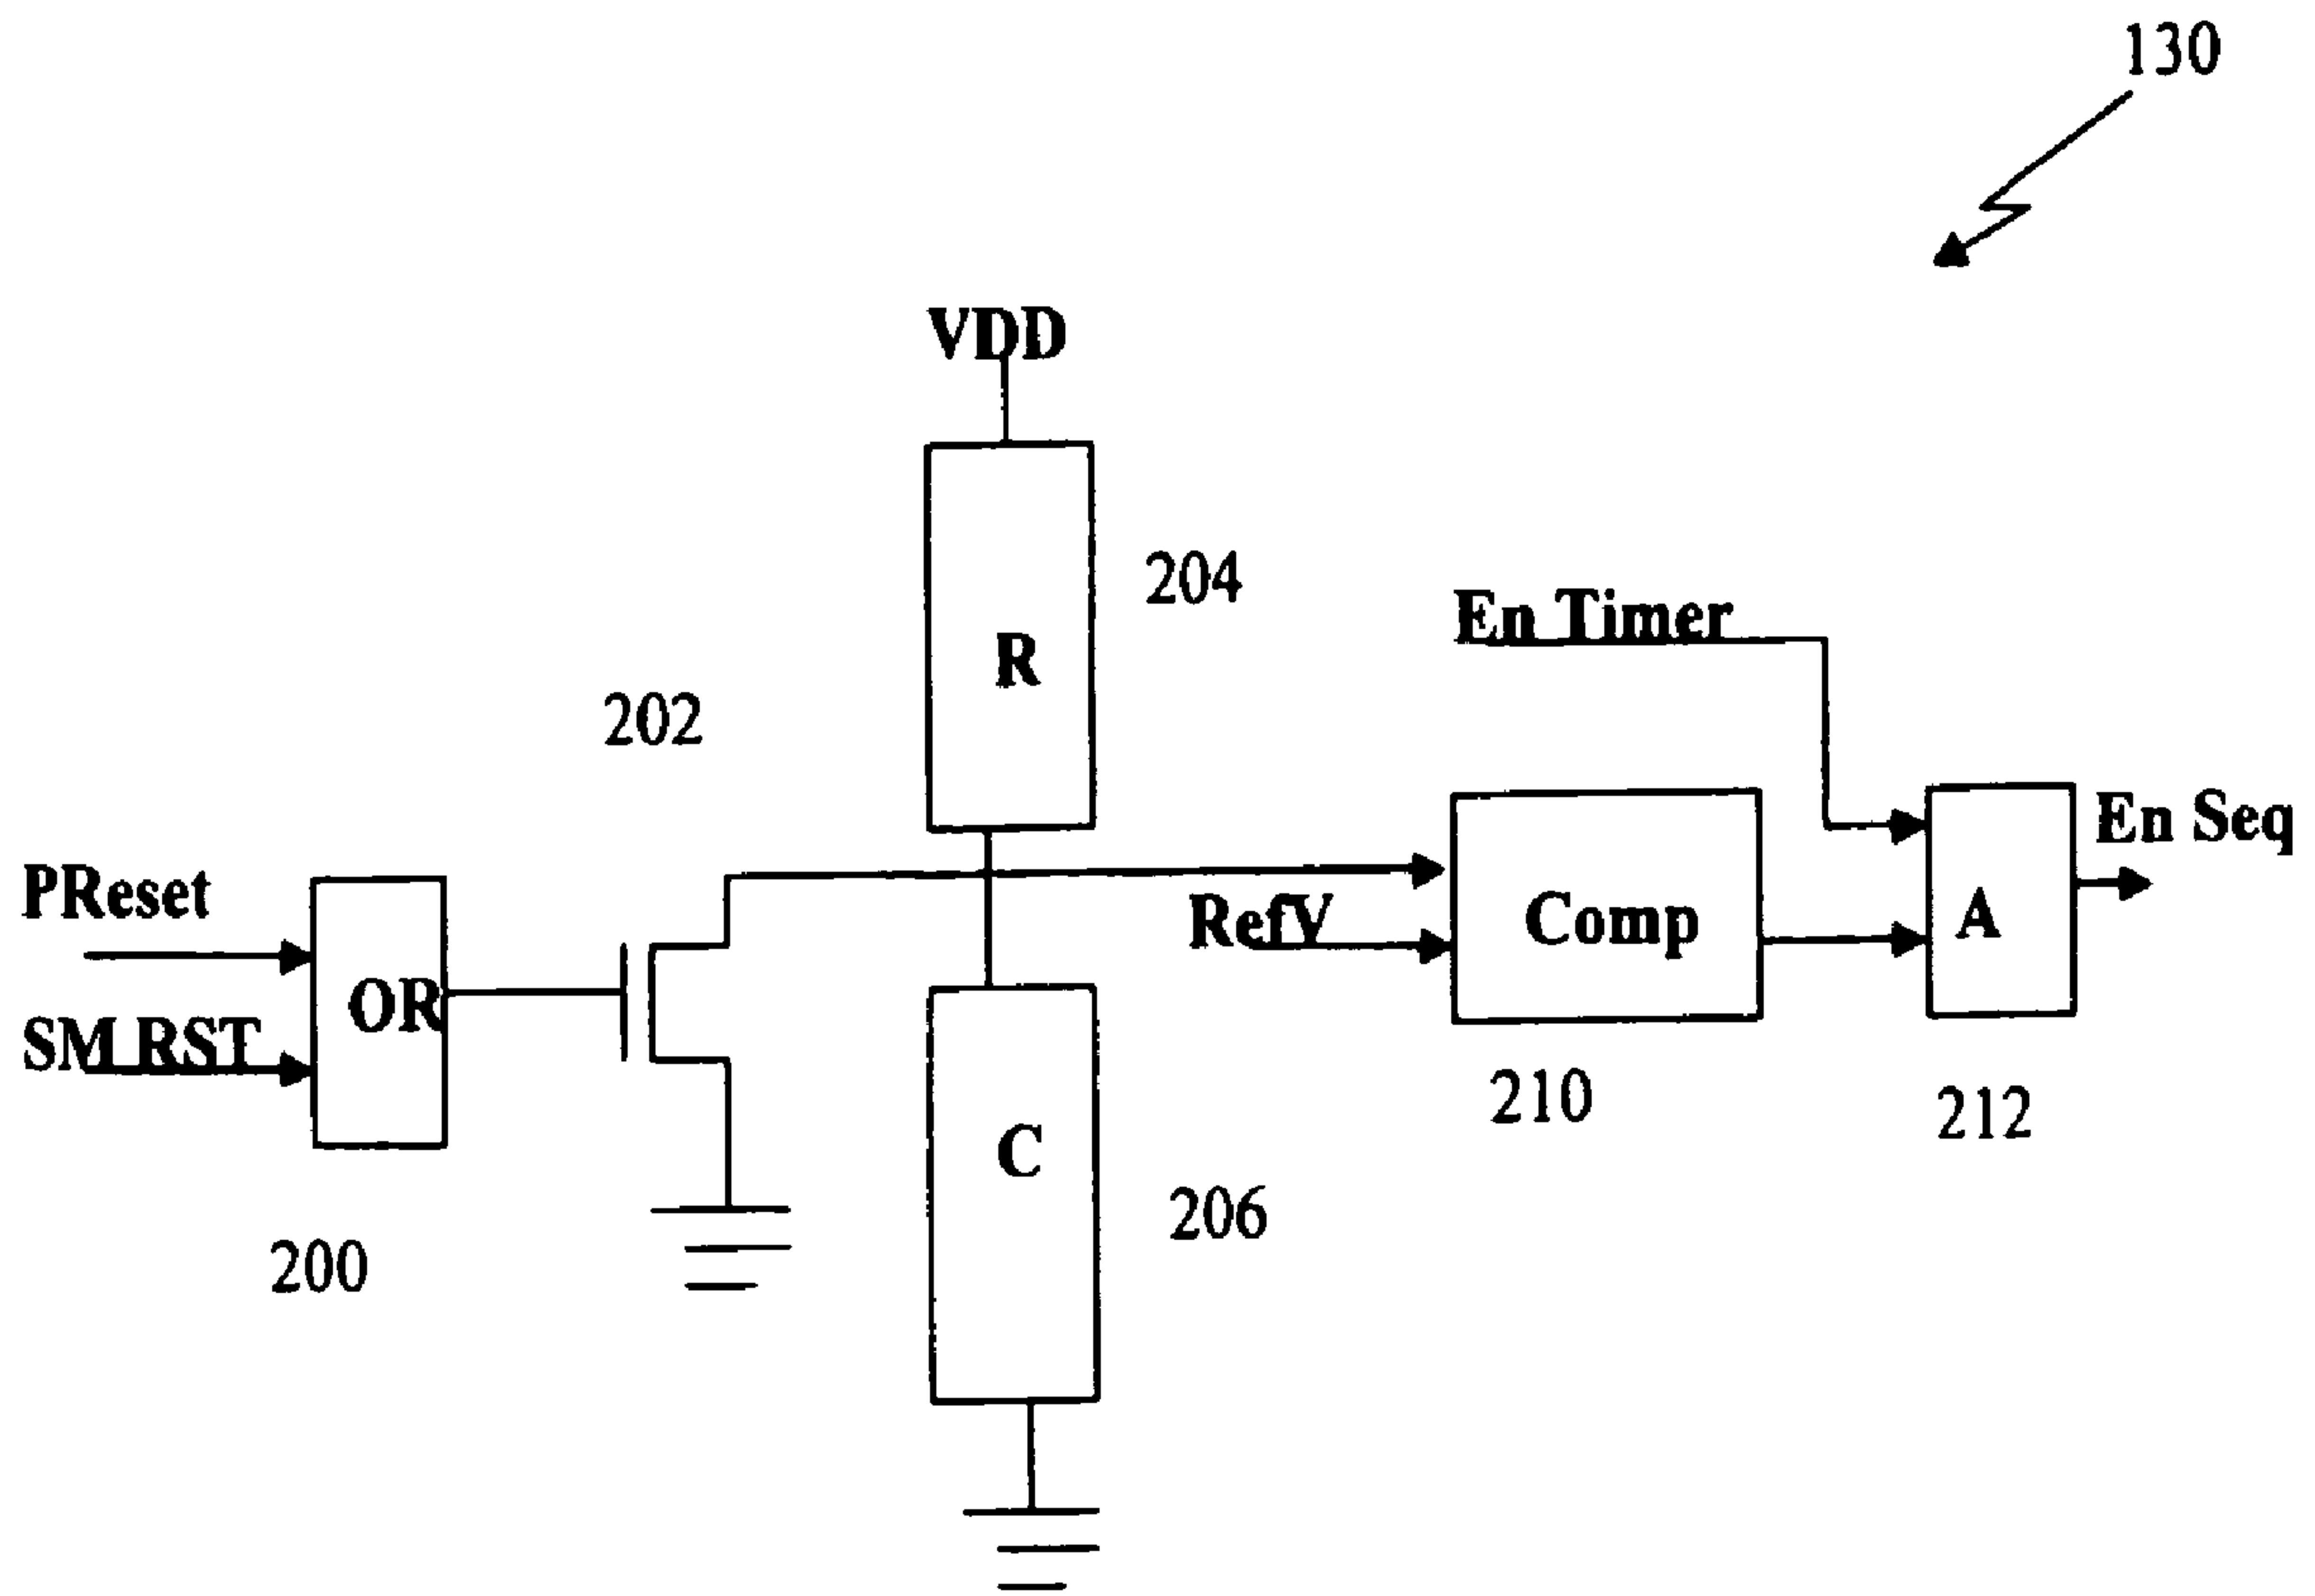 130
VDD
204
En Timer
R
202
En Seq
PReset
RefV
Comp
A
OR
SM RST
210
212
C
206
200